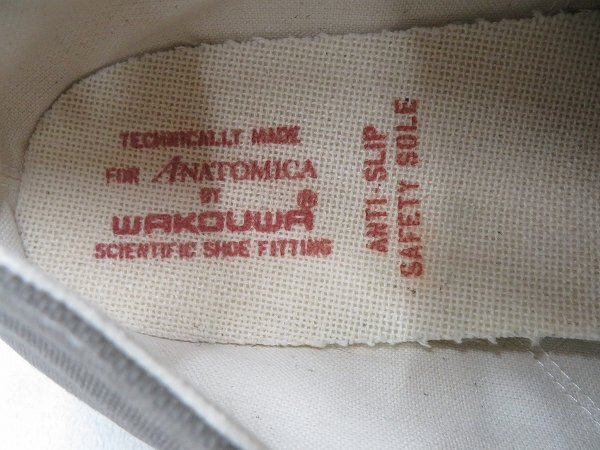 TECHNICALLY MADE
FOR ANATOMICA
BY
WAKOUWA®
SCIENTIFIC SHOE FITTING
ANTI-SLIP
SAFETY SOLE